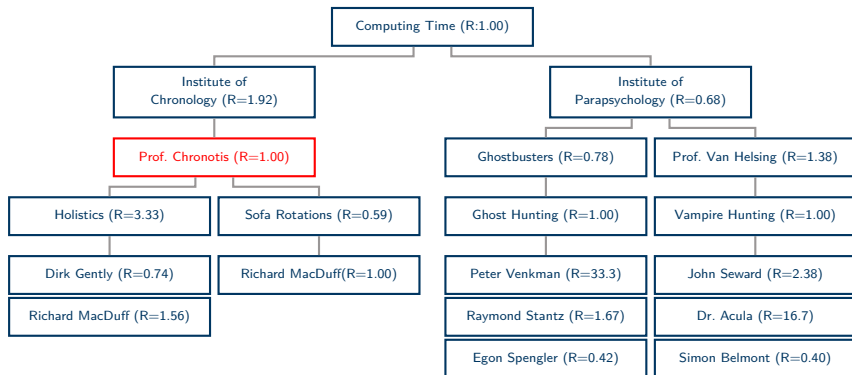 Computing Time (R:1.00)
Institute of
Chronology (R=1.92)
Institute of
Parapsychology (R=0.68)
Prof. Chronotis (R=1.00)
Ghostbusters (R=0.78)
Prof. Van Helsing (R=1.38)
Holistics (R=3.33)
Sofa Rotations (R=0.59)
Ghost Hunting (R=1.00)
Vampire Hunting (R=1.00)
Dirk Gently (R=0.74)
Richard MacDuff(R=1.00)
Peter Venkman (R=33.3)
John Seward (R=2.38)
Richard MacDuff (R=1.56)
Raymond Stantz (R=1.67)
Dr. Acula (R=16.7)
Egon Spengler (R=0.42)
Simon Belmont (R=0.40)